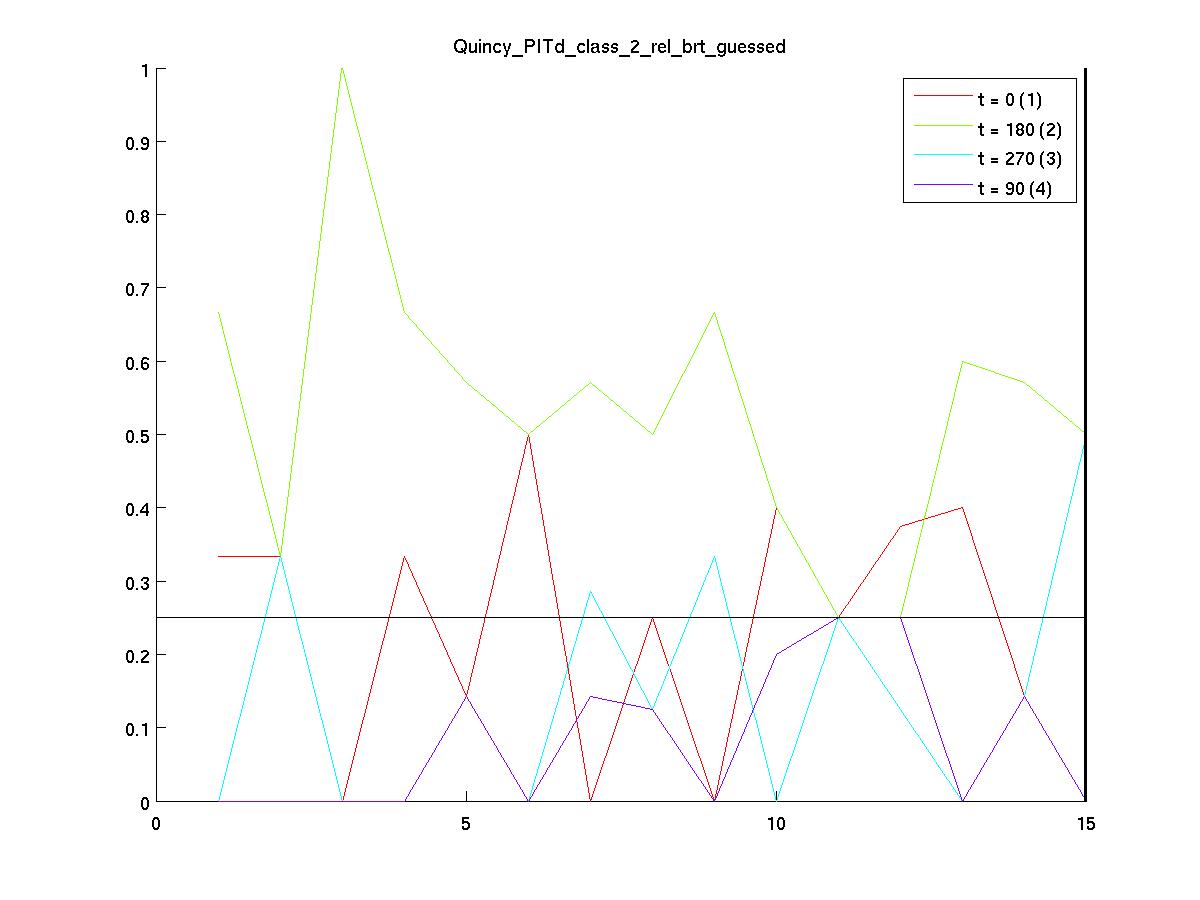 Quincy_PITd_class_2_rel_brt_guessed
1
0.9
0.8
0.7
0.6
0.5
0.4
0.3
0.2
0.1
0
0 5 10 15
t = 0 (1)
t = 180 (2)
t = 270 (3)
t = 90 (4)